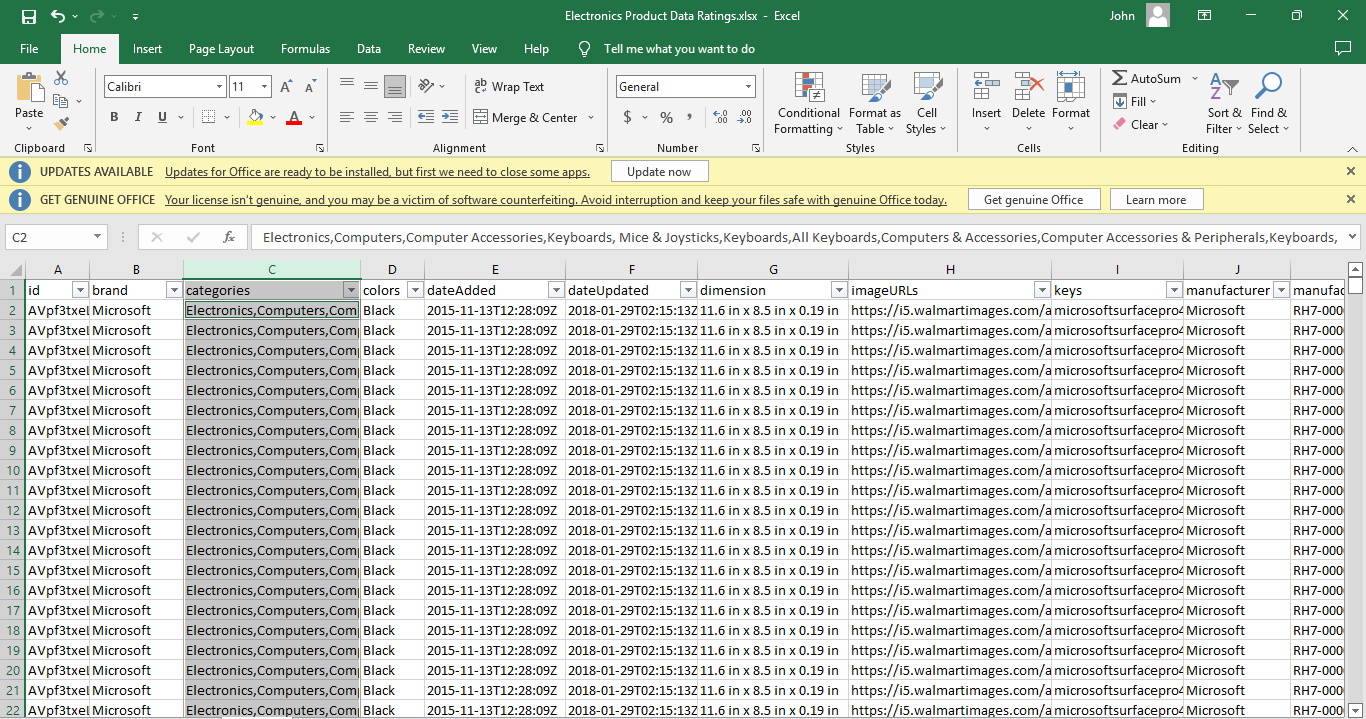 Electronics Product Data Ratings.xlsx - Excel
John
File Home Insert Page Layout Formulas Data Review View Help Tell me what you want to do
Paste
Clipboard
Calibri 11
B I U A
Font
Wrap Text
Merge & Center
Alignment
General
$ % ,
Number
Conditional Formatting
Format as Table
Cell Styles
Styles
Insert
Delete
Format
Cells
AutoSum
Fill
Clear
Sort & Filter
Find & Select
Editing
UPDATES AVAILABLE Updates for Office are ready to be installed, but first we need to close some apps. Update now
GET GENUINE OFFICE Your license isn't genuine, and you may be a victim of software counterfeiting. Avoid interruption and keep your files safe with genuine Office today. Get genuine Office Learn more
C2 fx Electronics,Computers,Computer Accessories,Keyboards, Mice & Joysticks,Keyboards,All Keyboards,Computers & Accessories,Computer Accessories & Peripherals,Keyboards,
A B C D E F G H I J
1 id brand categories colors dateAdded dateUpdated dimension imageURLs keys manufacturer manufac
2 AVpf3txeL Microsoft Electronics,Computers,Com Black 2015-11-13T12:28:09Z 2018-01-29T02:15:13Z 11.6 in x 8.5 in x 0.19 in https://i5.walmartimages.com/a microsoftsurfacepro4 Microsoft RH7-000
3 AVpf3txeL Microsoft Electronics,Computers,Com Black 2015-11-13T12:28:09Z 2018-01-29T02:15:13Z 11.6 in x 8.5 in x 0.19 in https://i5.walmartimages.com/a microsoftsurfacepro4 Microsoft RH7-000
4 AVpf3txeL Microsoft Electronics,Computers,Com Black 2015-11-13T12:28:09Z 2018-01-29T02:15:13Z 11.6 in x 8.5 in x 0.19 in https://i5.walmartimages.com/a microsoftsurfacepro4 Microsoft RH7-000
5 AVpf3txeL Microsoft Electronics,Computers,Com Black 2015-11-13T12:28:09Z 2018-01-29T02:15:13Z 11.6 in x 8.5 in x 0.19 in https://i5.walmartimages.com/a microsoftsurfacepro4 Microsoft RH7-000
6 AVpf3txeL Microsoft Electronics,Computers,Com Black 2015-11-13T12:28:09Z 2018-01-29T02:15:13Z 11.6 in x 8.5 in x 0.19 in https://i5.walmartimages.com/a microsoftsurfacepro4 Microsoft RH7-000
7 AVpf3txeL Microsoft Electronics,Computers,Com Black 2015-11-13T12:28:09Z 2018-01-29T02:15:13Z 11.6 in x 8.5 in x 0.19 in https://i5.walmartimages.com/a microsoftsurfacepro4 Microsoft RH7-000
8 AVpf3txeL Microsoft Electronics,Computers,Com Black 2015-11-13T12:28:09Z 2018-01-29T02:15:13Z 11.6 in x 8.5 in x 0.19 in https://i5.walmartimages.com/a microsoftsurfacepro4 Microsoft RH7-000
9 AVpf3txeL Microsoft Electronics,Computers,Com Black 2015-11-13T12:28:09Z 2018-01-29T02:15:13Z 11.6 in x 8.5 in x 0.19 in https://i5.walmartimages.com/a microsoftsurfacepro4 Microsoft RH7-000
10 AVpf3txeL Microsoft Electronics,Computers,Com Black 2015-11-13T12:28:09Z 2018-01-29T02:15:13Z 11.6 in x 8.5 in x 0.19 in https://i5.walmartimages.com/a microsoftsurfacepro4 Microsoft RH7-000
11 AVpf3txeL Microsoft Electronics,Computers,Com Black 2015-11-13T12:28:09Z 2018-01-29T02:15:13Z 11.6 in x 8.5 in x 0.19 in https://i5.walmartimages.com/a microsoftsurfacepro4 Microsoft RH7-000
12 AVpf3txeL Microsoft Electronics,Computers,Com Black 2015-11-13T12:28:09Z 2018-01-29T02:15:13Z 11.6 in x 8.5 in x 0.19 in https://i5.walmartimages.com/a microsoftsurfacepro4 Microsoft RH7-000
13 AVpf3txeL Microsoft Electronics,Computers,Com Black 2015-11-13T12:28:09Z 2018-01-29T02:15:13Z 11.6 in x 8.5 in x 0.19 in https://i5.walmartimages.com/a microsoftsurfacepro4 Microsoft RH7-000
14 AVpf3txeL Microsoft Electronics,Computers,Com Black 2015-11-13T12:28:09Z 2018-01-29T02:15:13Z 11.6 in x 8.5 in x 0.19 in https://i5.walmartimages.com/a microsoftsurfacepro4 Microsoft RH7-000
15 AVpf3txeL Microsoft Electronics,Computers,Com Black 2015-11-13T12:28:09Z 2018-01-29T02:15:13Z 11.6 in x 8.5 in x 0.19 in https://i5.walmartimages.com/a microsoftsurfacepro4 Microsoft RH7-000
16 AVpf3txeL Microsoft Electronics,Computers,Com Black 2015-11-13T12:28:09Z 2018-01-29T02:15:13Z 11.6 in x 8.5 in x 0.19 in https://i5.walmartimages.com/a microsoftsurfacepro4 Microsoft RH7-000
17 AVpf3txeL Microsoft Electronics,Computers,Com Black 2015-11-13T12:28:09Z 2018-01-29T02:15:13Z 11.6 in x 8.5 in x 0.19 in https://i5.walmartimages.com/a microsoftsurfacepro4 Microsoft RH7-000
18 AVpf3txeL Microsoft Electronics,Computers,Com Black 2015-11-13T12:28:09Z 2018-01-29T02:15:13Z 11.6 in x 8.5 in x 0.19 in https://i5.walmartimages.com/a microsoftsurfacepro4 Microsoft RH7-000
19 AVpf3txeL Microsoft Electronics,Computers,Com Black 2015-11-13T12:28:09Z 2018-01-29T02:15:13Z 11.6 in x 8.5 in x 0.19 in https://i5.walmartimages.com/a microsoftsurfacepro4 Microsoft RH7-000
20 AVpf3txeL Microsoft Electronics,Computers,Com Black 2015-11-13T12:28:09Z 2018-01-29T02:15:13Z 11.6 in x 8.5 in x 0.19 in https://i5.walmartimages.com/a microsoftsurfacepro4 Microsoft RH7-000
21 AVpf3txeL Microsoft Electronics,Computers,Com Black 2015-11-13T12:28:09Z 2018-01-29T02:15:13Z 11.6 in x 8.5 in x 0.19 in https://i5.walmartimages.com/a microsoftsurfacepro4 Microsoft RH7-000
22 AVpf3txeL Microsoft Electronics,Computers,Com Black 2015-11-13T12:28:09Z 2018-01-29T02:15:13Z 11.6 in x 8.5 in x 0.19 in https://i5.walmartimages.com/a microsoftsurfacepro4 Microsoft RH7-000